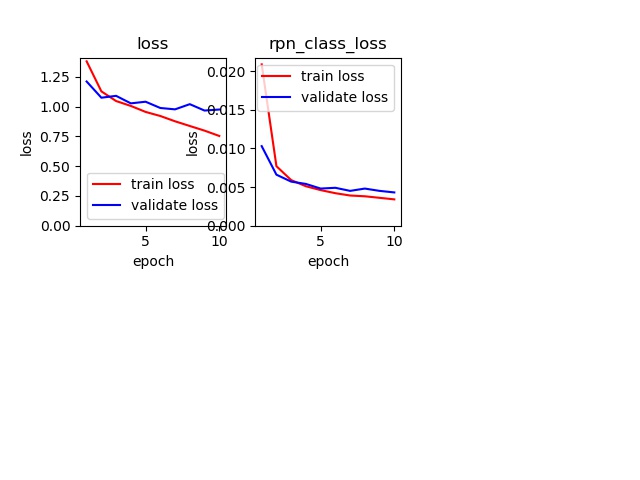 loss
1.25
1.00
0.75
0.50
0.25
0.00
loss
train loss
validate loss
5
10
epoch
rpn_class_loss
0.020
0.015
0.010
0.005
0.000
loss
train loss
validate loss
5
10
epoch